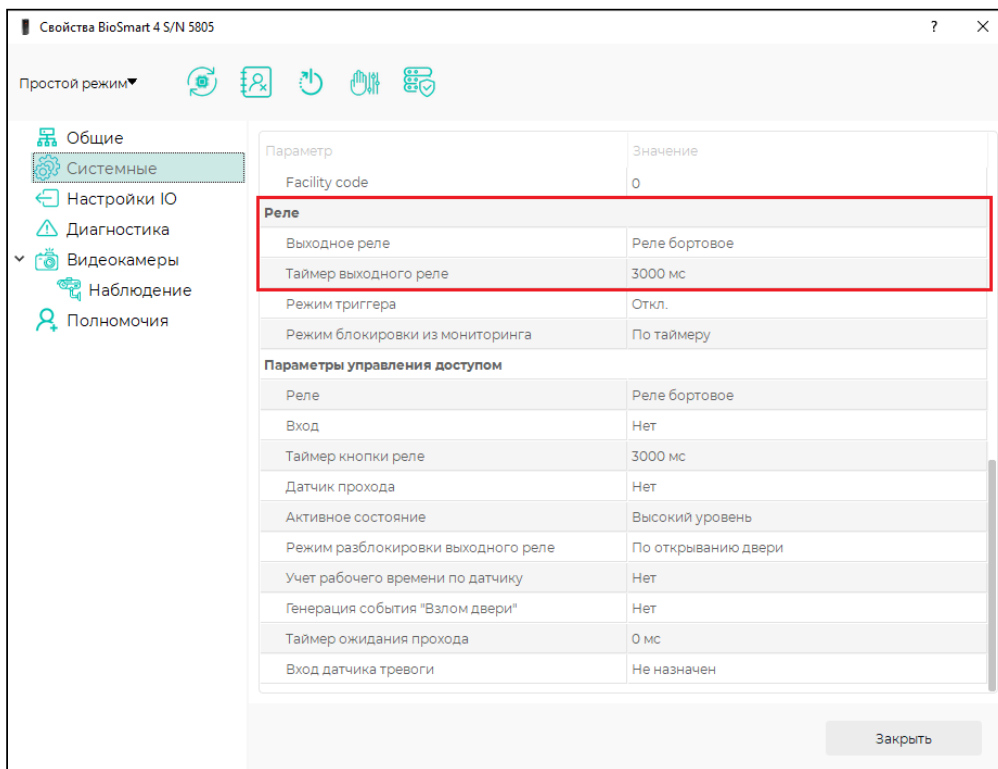 Свойства BioSmart 4 S/N 5805
?
Простой режим
Общие
Системные
Настройки IO
Диагностика
Видеокамеры
Наблюдение
Полномочия
Параметр Значение
Facility code 0
Реле
Выходное реле Реле бортовое
Таймер выходного реле 3000 мс
Режим триггера Откл.
Режим блокировки из мониторинга По таймеру
Параметры управления доступом
Реле Реле бортовое
Вход Нет
Таймер кнопки реле 3000 мс
Датчик прохода Нет
Активное состояние Высокий уровень
Режим разблокировки выходного реле По открыванию двери
Учет рабочего времени по датчику Нет
Генерация события "Взлом двери" Нет
Таймер ожидания прохода 0 мс
Вход датчика тревоги Не назначен
Закрыть